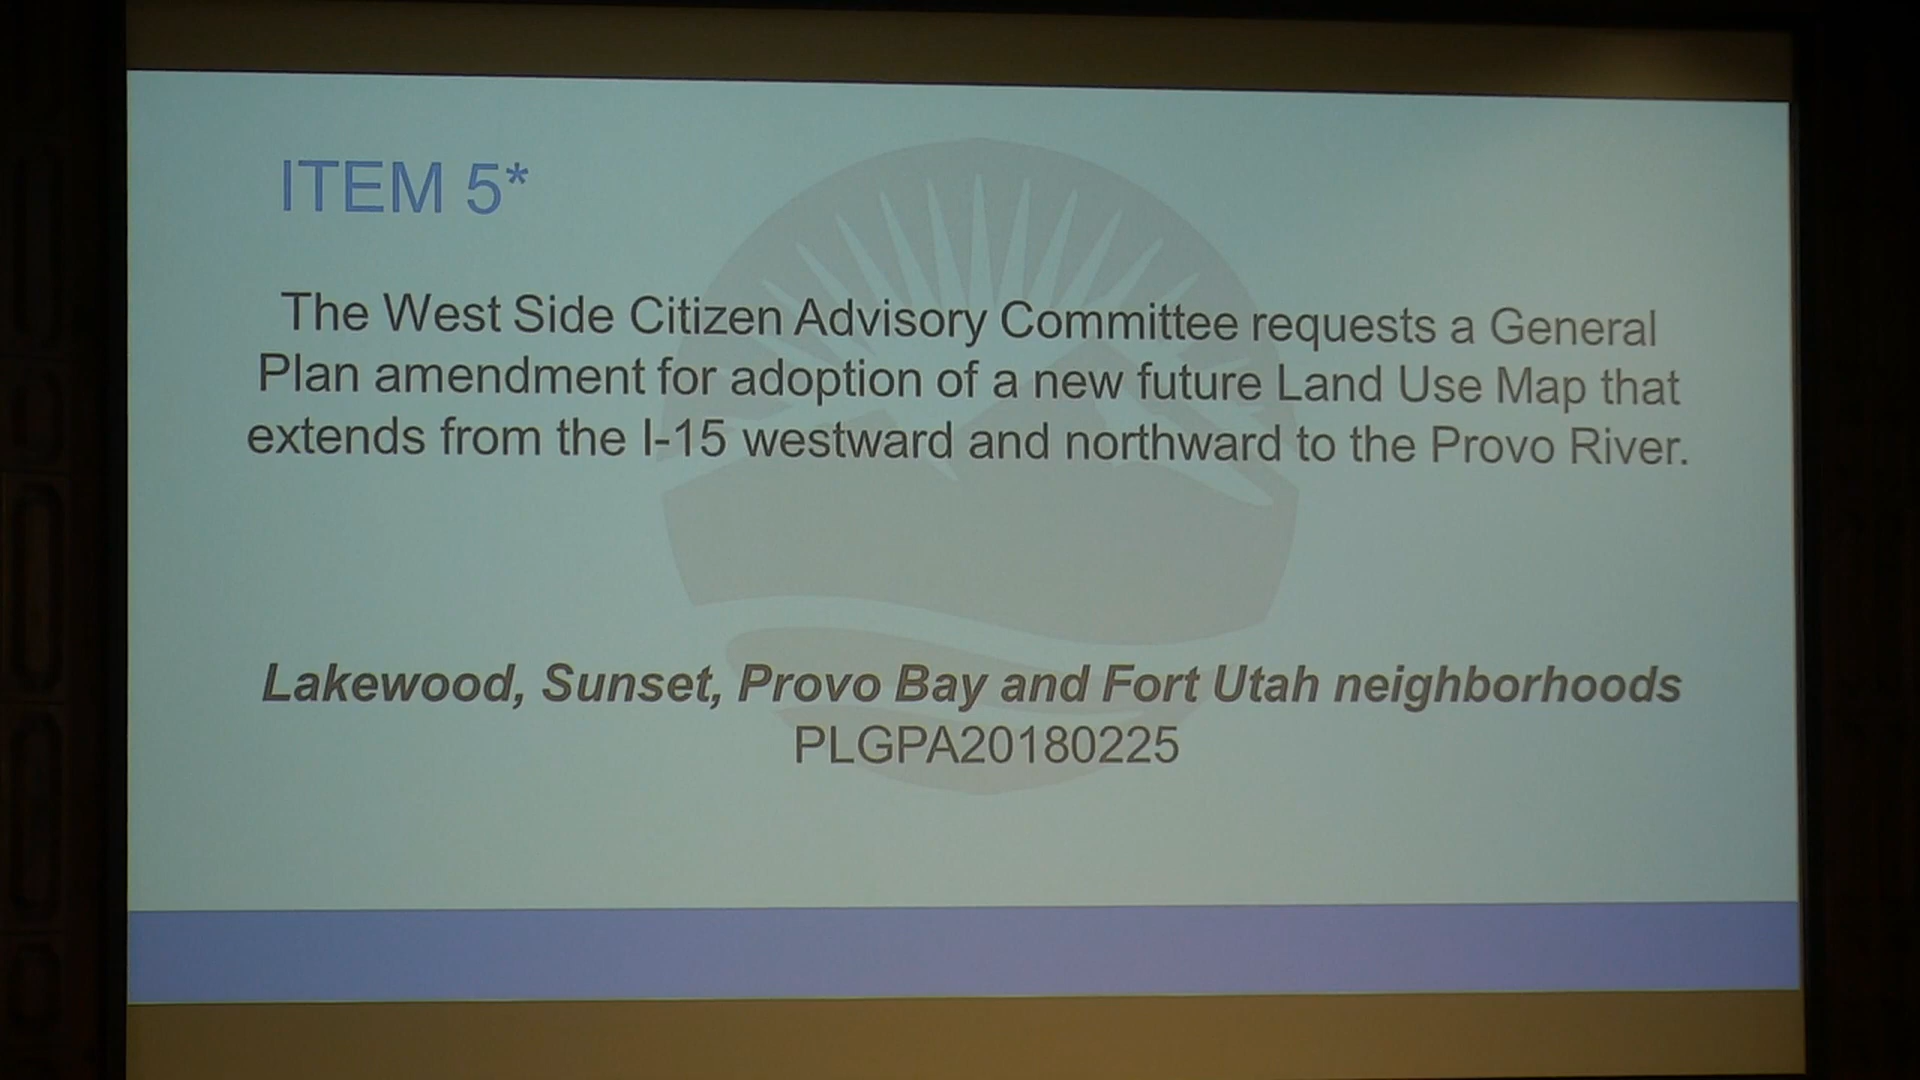 ITEM 5*
The West Side Citizen Advisory Committee requests a General
Plan amendment for adoption of a new future Land Use Map that
extends from the I-15 westward and northward to the Provo River.
Lakewood, Sunset, Provo Bay and Fort Utah neighborhoods
PLGPA20180225